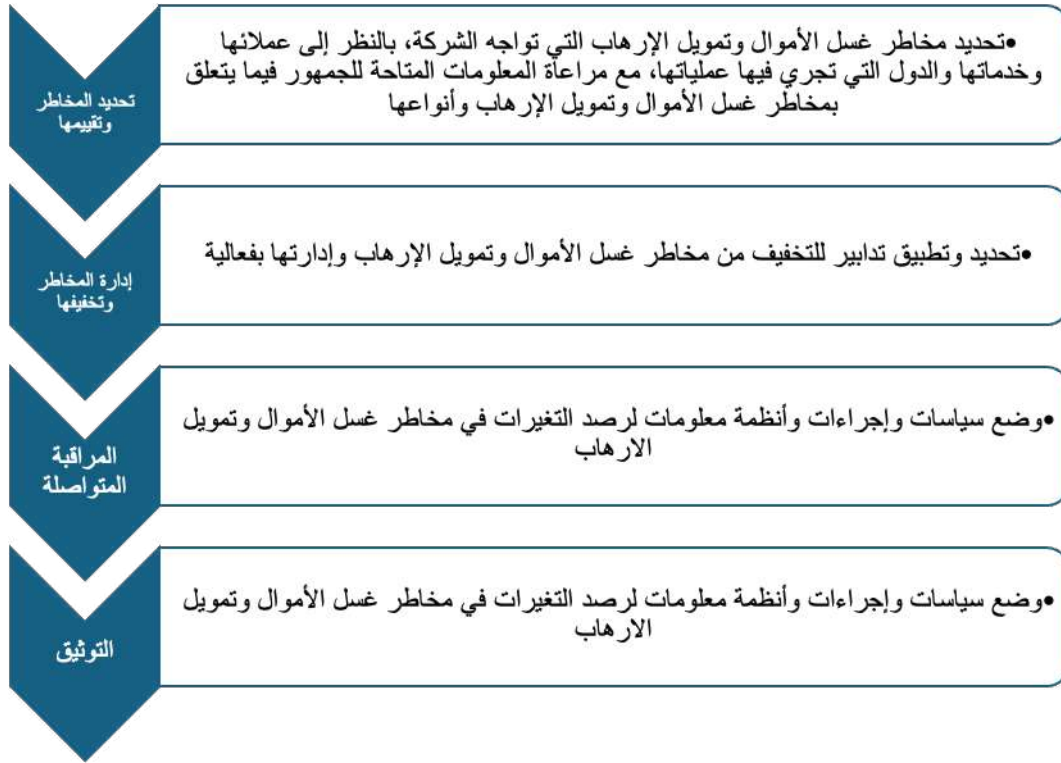 تحديد المخاطر
وتقييمها
•تحديد مخاطر غسل الأموال وتمويل الإرهاب التي تواجه الشركة، بالنظر إلى عملائها
وخدماتها والدول التي تجري فيها عملياتها، مع مراعاة المعلومات المتاحة للجمهور فيما يتعلق
بمخاطر غسل الأموال وتمويل الإرهاب وأنواعها
إدارة المخاطر
وتخفيفها
•تحديد وتطبيق تدابير للتخفيف من مخاطر غسل الأموال وتمويل الإرهاب وإدارتها بفعالية
المراقبة
المتواصلة
•وضع سياسات وإجراءات وأنظمة معلومات لرصد التغيرات في مخاطر غسل الأموال وتمويل
الارهاب
التوثيق
•وضع سياسات وإجراءات وأنظمة معلومات لرصد التغيرات في مخاطر غسل الأموال وتمويل
الارهاب